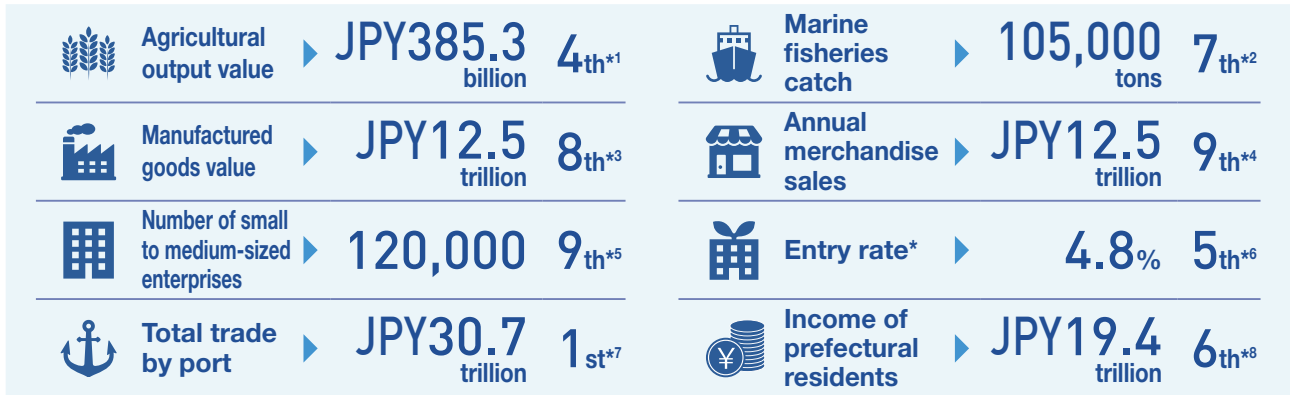 Agricultural
output value
JPY385.3
billion
4th*1
Marine
fisheries
catch
105,000
tons
7th*2
Manufactured
goods value
JPY12.5
trillion
8th*3
Annual
merchandise
sales
JPY12.5
trillion
9th*4
Number of small
to medium-sized
enterprises
120,000
9th*5
Entry rate*
4.8%
5th*6
Total trade
by port
JPY30.7
trillion
1st*7
¥
Income of
prefectural
residents
JPY19.4
trillion
6th*8